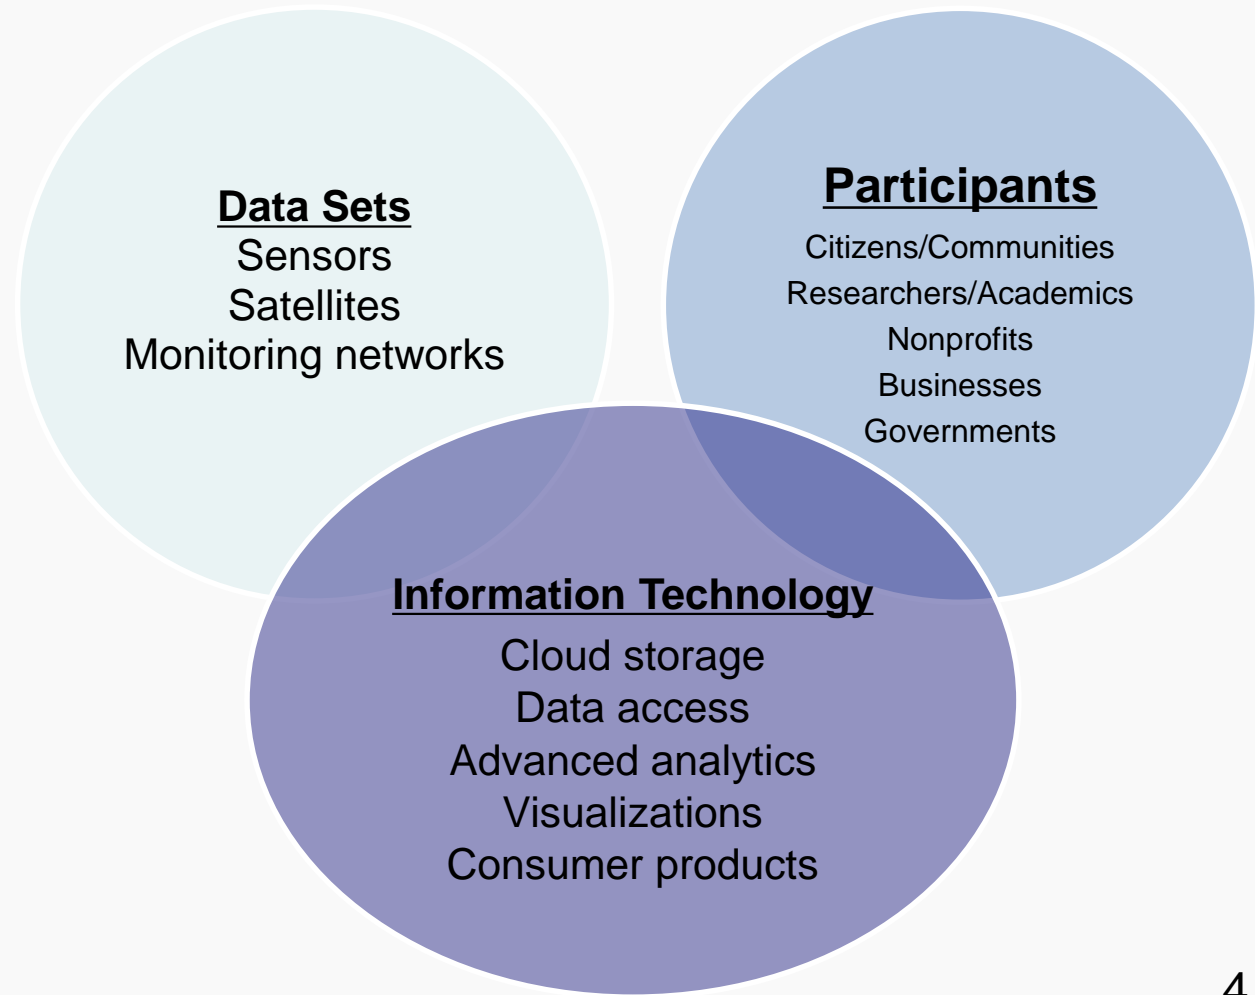 Data Sets
Sensors
Satellites
Monitoring networks
Participants
Citizens/Communities
Researchers/Academics
Nonprofits
Businesses
Governments
Information Technology
Cloud storage
Data access
Advanced analytics
Visualizations
Consumer products
4